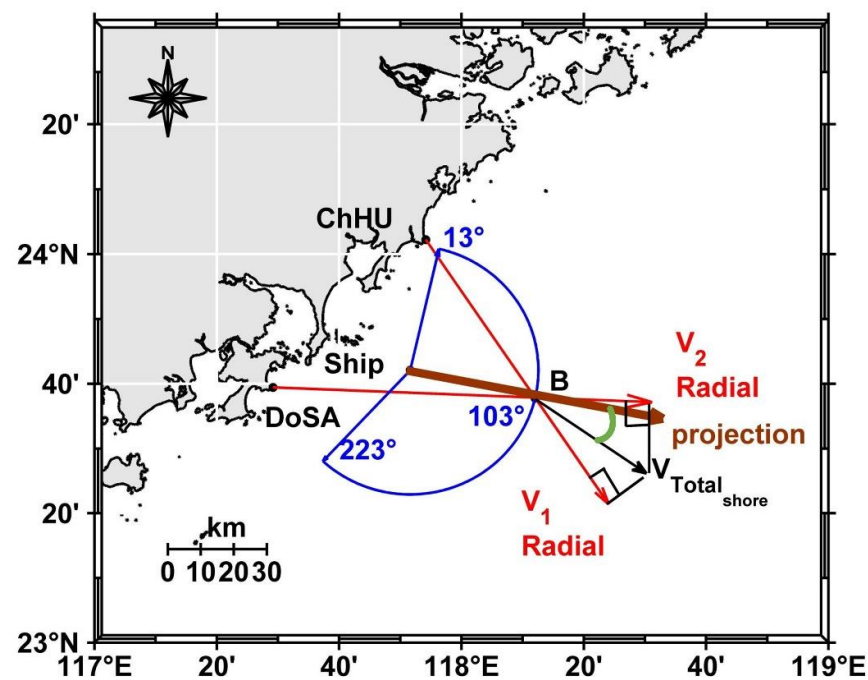 N
20'
ChHU
13°
24°N
Ship
V2
Radial
40'
B
DoSA
103°
projection
223°
VTotalshore
V1
Radial
20'
km
0 10 20 30
23°N
117°E 20' 40' 118°E 20' 40' 119°E